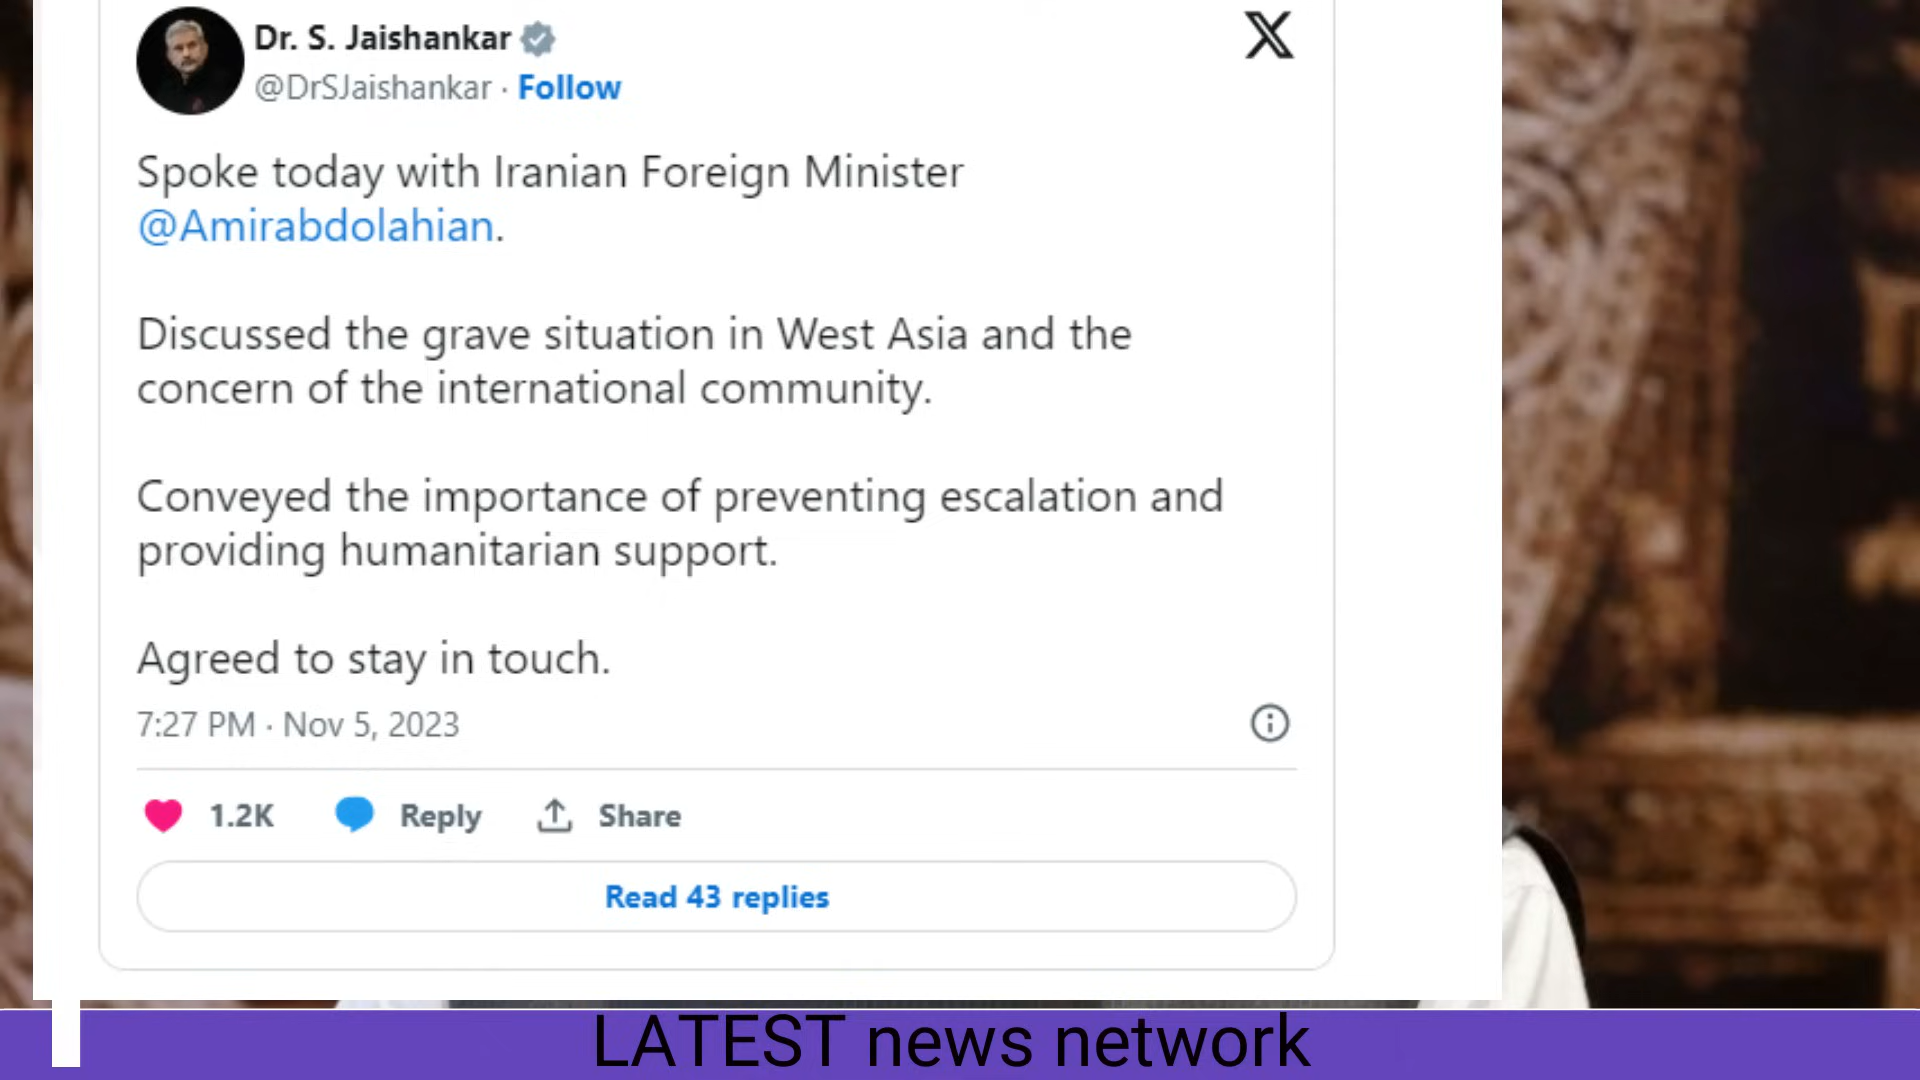 Dr. S. Jaishankar
@DrSJaishankar · Follow
Spoke today with Iranian Foreign Minister
@Amirabdolahian.
Discussed the grave situation in West Asia and the
concern of the international community.
Conveyed the importance of preventing escalation and
providing humanitarian support.
Agreed to stay in touch.
7:27 PM · Nov 5, 2023
1.2K Reply Share
Read 43 replies
LATEST news network